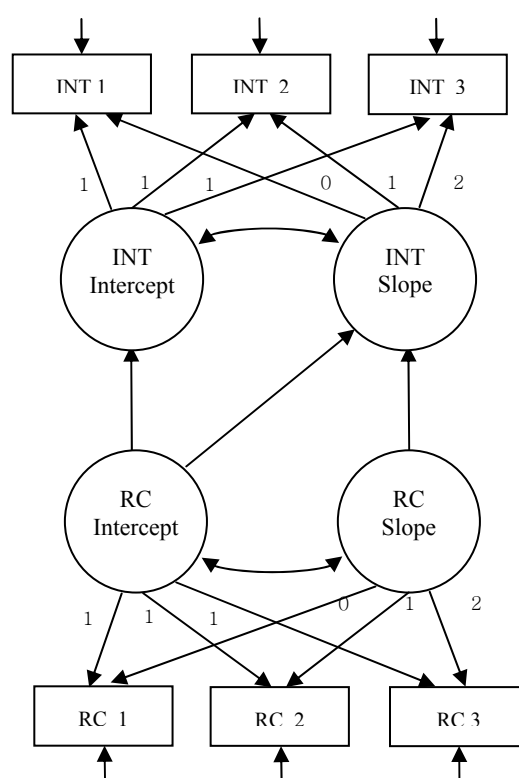 INT 1 INT 2 INT 3
1 1 1 0 1 2
INT INT
Intercept Slope
RC RC
Intercept Slope
1 1 1 0 1 2
RC 1 RC 2 RC 3